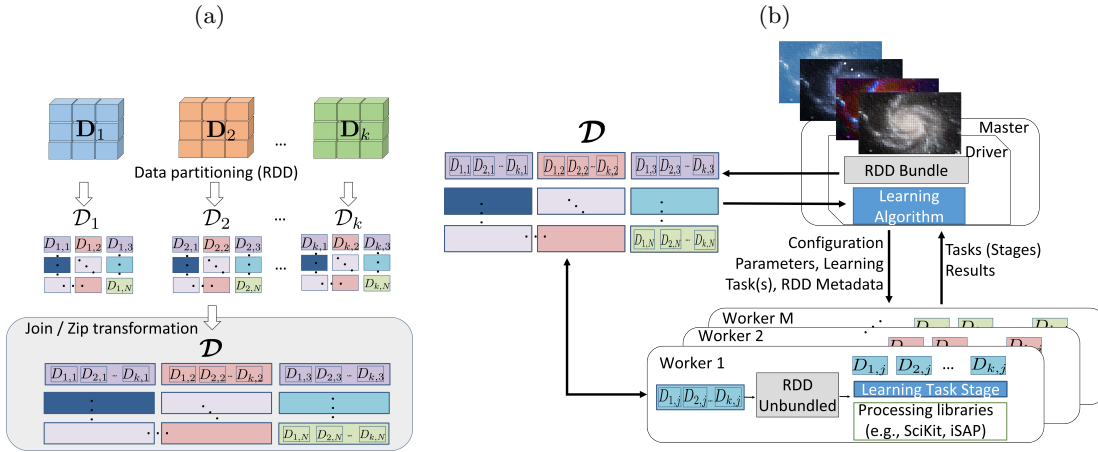 (a)
D₁ D₂ ... Dₖ
Data partitioning (RDD)
𝒟₁ 𝒟₂ ... 𝒟ₖ
D₁,₁ D₁,₂ D₁,₃ D₂,₁ D₂,₂ D₂,₃ Dₖ,₁ Dₖ,₂ Dₖ,₃
...
D₁,N D₂,N Dₖ,N
Join / Zip transformation
𝒟
D₁,₁ D₂,₁ .. Dₖ,₁ D₁,₂ D₂,₂ .. Dₖ,₂ D₁,₃ D₂,₃ .. Dₖ,₃
D₁,N D₂,N .. Dₖ,N
(b)
𝒟
D₁,₁ D₂,₁ .. Dₖ,₁ D₁,₂ D₂,₂ .. Dₖ,₂ D₁,₃ D₂,₃ .. Dₖ,₃
D₁,N D₂,N .. Dₖ,N
Master
Driver
RDD Bundle
Learning
Algorithm
Configuration
Parameters, Learning
Task(s), RDD Metadata
Tasks (Stages)
Results
Worker M
Worker 2
Worker 1
D₁,ⱼ D₂,ⱼ .. Dₖ,ⱼ
RDD
Unbundled
D₁,ⱼ D₂,ⱼ ... Dₖ,ⱼ
Learning Task Stage
Processing libraries
(e.g., SciKit, iSAP)